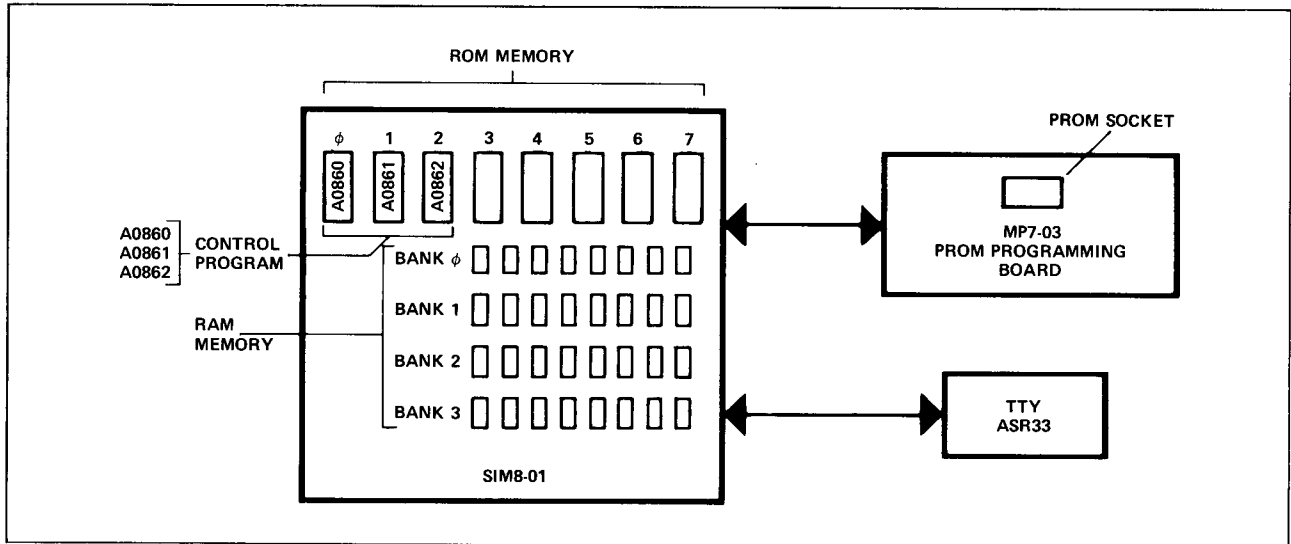 ROM MEMORY
φ 1 2 3 4 5 6 7
A0860 A0861 A0862
A0860
A0861
A0862
CONTROL
PROGRAM
RAM
MEMORY
BANK φ
BANK 1
BANK 2
BANK 3
SIM8-01
PROM SOCKET
MP7-03
PROM PROGRAMMING
BOARD
TTY
ASR33